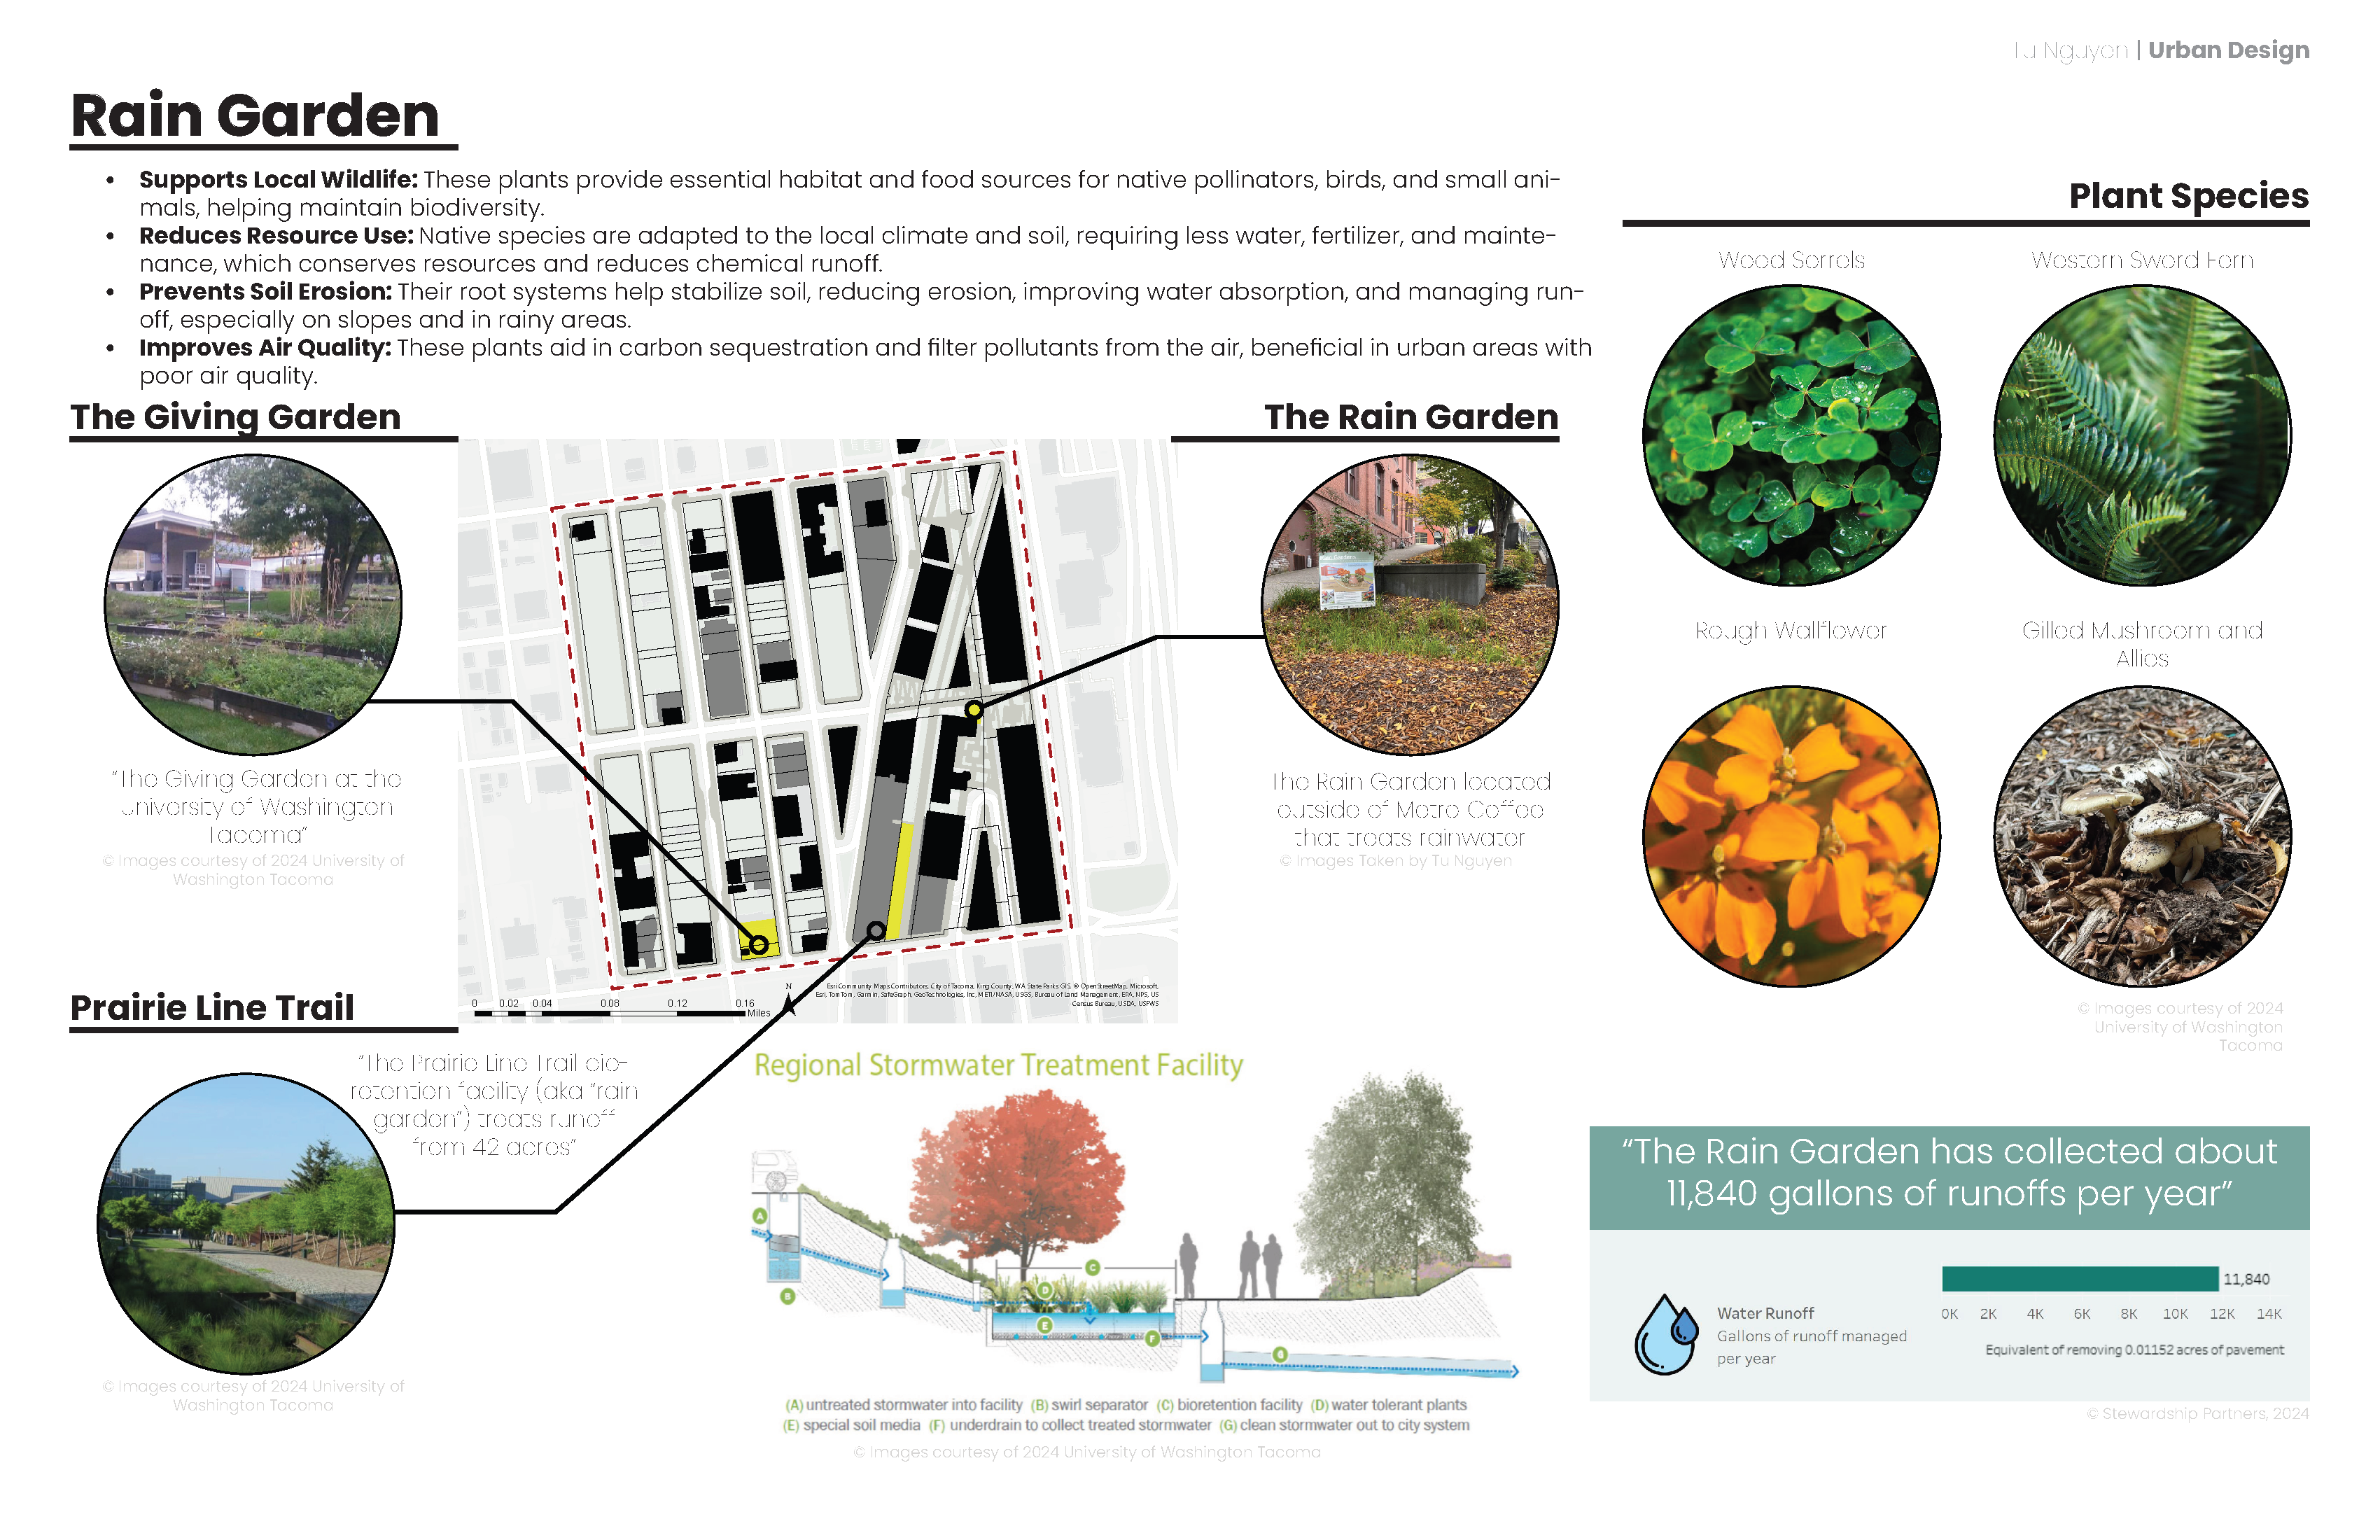 Tu Nguyen | Urban Design
Rain Garden
• Supports Local Wildlife: These plants provide essential habitat and food sources for native pollinators, birds, and small ani-
mals, helping maintain biodiversity.
• Reduces Resource Use: Native species are adapted to the local climate and soil, requiring less water, fertilizer, and mainte-
nance, which conserves resources and reduces chemical runoff.
• Prevents Soil Erosion: Their root systems help stabilize soil, reducing erosion, improving water absorption, and managing run-
off, especially on slopes and in rainy areas.
• Improves Air Quality: These plants aid in carbon sequestration and filter pollutants from the air, beneficial in urban areas with
poor air quality.
The Giving Garden
"The Giving Garden at the
University of Washington
Tacoma"
© Images courtesy of 2024 University of
Washington Tacoma
The Rain Garden
The Rain Garden located
outside of Metro Coffee
that treats rainwater
© Images Taken by Tu Nguyen
N
0 0.02 0.04 0.08 0.12 0.16
Miles
Esri Community Maps Contributors, City of Tacoma, King County, WA State Parks GIS, © OpenStreetMap, Microsoft,
Esri, TomTom, Garmin, SafeGraph, GeoTechnologies, Inc, METI/NASA, USGS, Bureau of Land Management, EPA, NPS, US
Census Bureau, USDA, USFWS
Prairie Line Trail
"The Prairie Line Trail bio-
retention facility (aka "rain
garden") treats runoff
from 42 acres"
© Images courtesy of 2024 University of
Washington Tacoma
Regional Stormwater Treatment Facility
A
B
C
D
E
F
G
(A) untreated stormwater into facility (B) swirl separator (C) bioretention facility (D) water tolerant plants
(E) special soil media (F) underdrain to collect treated stormwater (G) clean stormwater out to city system
© Images courtesy of 2024 University of Washington Tacoma
Plant Species
Wood Sorrels
Western Sword Fern
Rough Wallflower
Gilled Mushroom and
Allies
© Images courtesy of 2024
University of Washington
Tacoma
"The Rain Garden has collected about
11,840 gallons of runoffs per year"
Water Runoff
Gallons of runoff managed
per year
11,840
0K 2K 4K 6K 8K 10K 12K 14K
Equivalent of removing 0.01152 acres of pavement
© Stewardship Partners, 2024